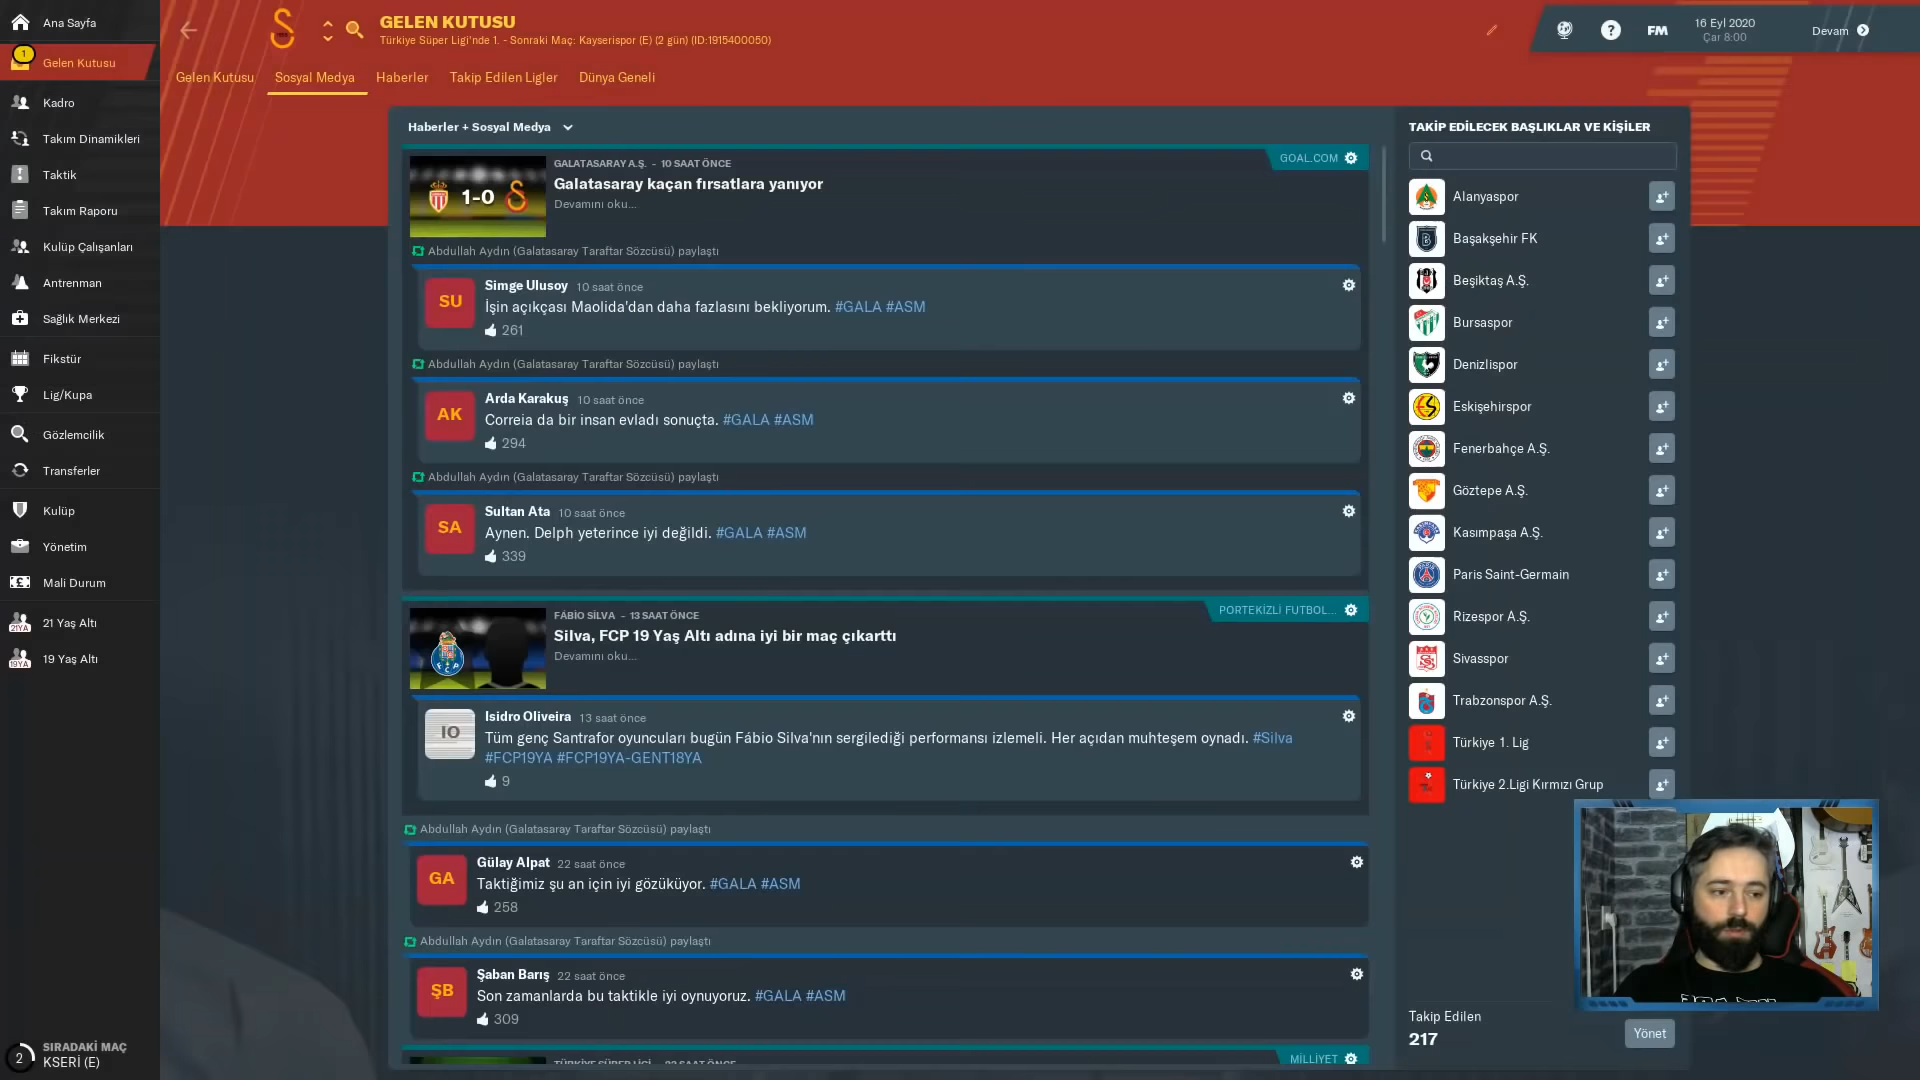 Ana Sayfa
1
Gelen Kutusu
Kadro
Takım Dinamikleri
Taktik
Takım Raporu
Kulüp Çalışanları
Antrenman
Sağlık Merkezi
Fikstür
Lig/Kupa
Gözlemcilik
Transferler
Kulüp
Yönetim
Mali Durum
21YA
21 Yaş Altı
19YA
19 Yaş Altı
2
SIRADAKİ MAÇ
KSERİ (E)
GELEN KUTUSU
Türkiye Süper Ligi'nde 1. - Sonraki Maç: Kayserispor (E) (2 gün) (ID:1915400050)
? FM
16 Eyl 2020
Çar 8:00
Devam
Gelen Kutusu Sosyal Medya Haberler Takip Edilen Ligler Dünya Geneli
Haberler + Sosyal Medya
GALATASARAY A.Ş. - 10 SAAT ÖNCE
GOAL.COM
1-0
Galatasaray kaçan fırsatlara yanıyor
Devamını oku...
Abdullah Aydın (Galatasaray Taraftar Sözcüsü) paylaştı
SU
Simge Ulusoy 10 saat önce
İşin açıkçası Maolida'dan daha fazlasını bekliyorum. #GALA #ASM
261
Abdullah Aydın (Galatasaray Taraftar Sözcüsü) paylaştı
AK
Arda Karakuş 10 saat önce
Correia da bir insan evladı sonuçta. #GALA #ASM
294
Abdullah Aydın (Galatasaray Taraftar Sözcüsü) paylaştı
SA
Sultan Ata 10 saat önce
Aynen. Delph yeterince iyi değildi. #GALA #ASM
339
FÁBIO SILVA - 13 SAAT ÖNCE
PORTEKİZLİ FUTBOL...
Silva, FCP 19 Yaş Altı adına iyi bir maç çıkarttı
Devamını oku...
IO
Isidro Oliveira 13 saat önce
Tüm genç Santrafor oyuncuları bugün Fábio Silva'nın sergilediği performansı izlemeli. Her açıdan muhteşem oynadı. #Silva
#FCP19YA #FCP19YA-GENT18YA
9
Abdullah Aydın (Galatasaray Taraftar Sözcüsü) paylaştı
GA
Gülay Alpat 22 saat önce
Taktiğimiz şu an için iyi gözüküyor. #GALA #ASM
258
Abdullah Aydın (Galatasaray Taraftar Sözcüsü) paylaştı
ŞB
Şaban Barış 22 saat önce
Son zamanlarda bu taktikle iyi oynuyoruz. #GALA #ASM
309
TÜRKİYE SÜPER LİGİ - 22 SAAT ÖNCE
MİLLİYET
TAKİP EDİLECEK BAŞLIKLAR VE KİŞİLER
Alanyaspor
Başakşehir FK
Beşiktaş A.Ş.
Bursaspor
Denizlispor
Eskişehirspor
Fenerbahçe A.Ş.
Göztepe A.Ş.
Kasımpaşa A.Ş.
Paris Saint-Germain
Rizespor A.Ş.
Sivasspor
Trabzonspor A.Ş.
Türkiye 1. Lig
Türkiye 2.Ligi Kırmızı Grup
Takip Edilen
217
Yönet